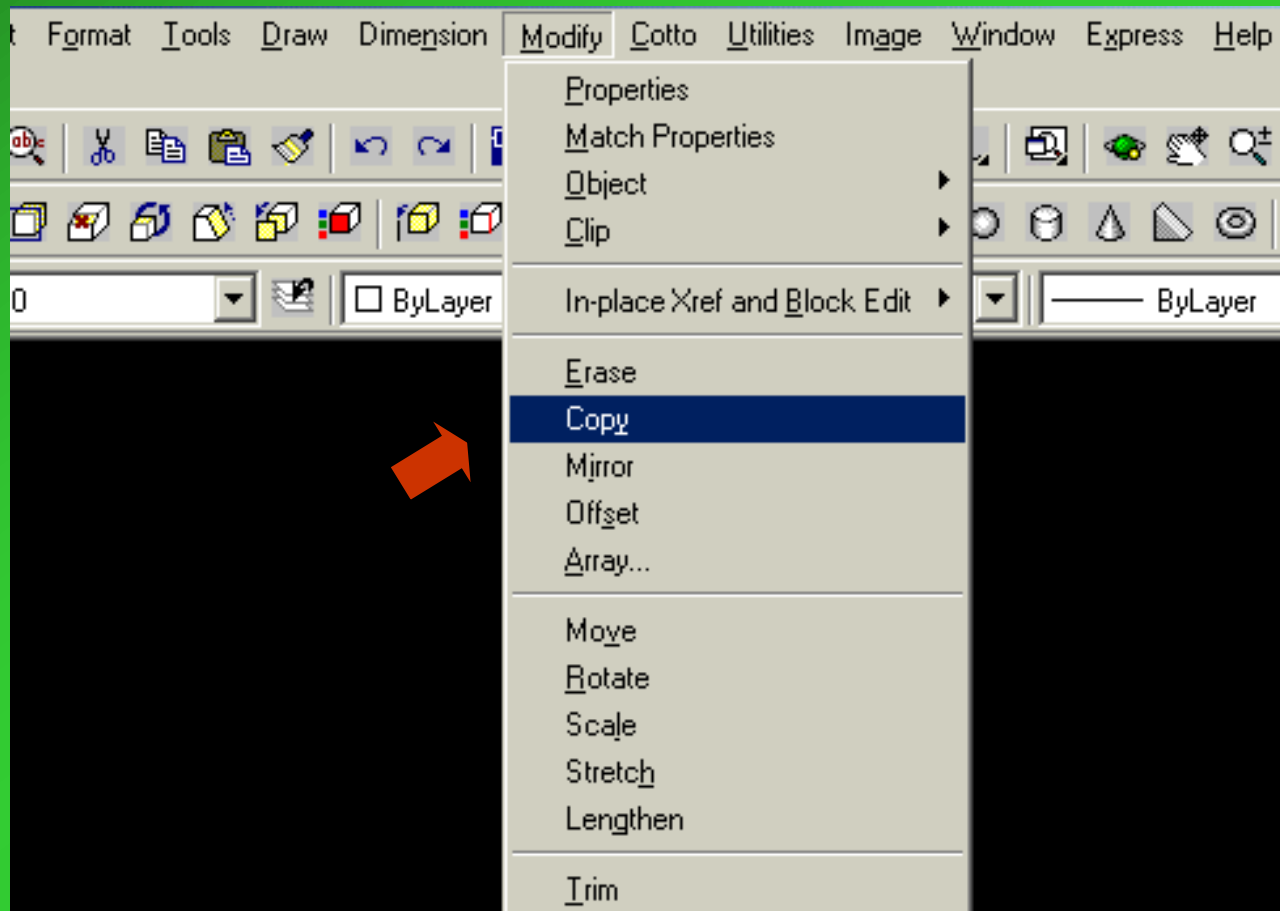 t Format Tools Draw Dimension Modify Cotto Utilities Image Window Express Help
Properties
Match Properties
Object
Clip
0 ByLayer In-place Xref and Block Edit ByLayer
Erase
Copy
Mirror
Offset
Array...
Move
Rotate
Scale
Stretch
Lengthen
Trim